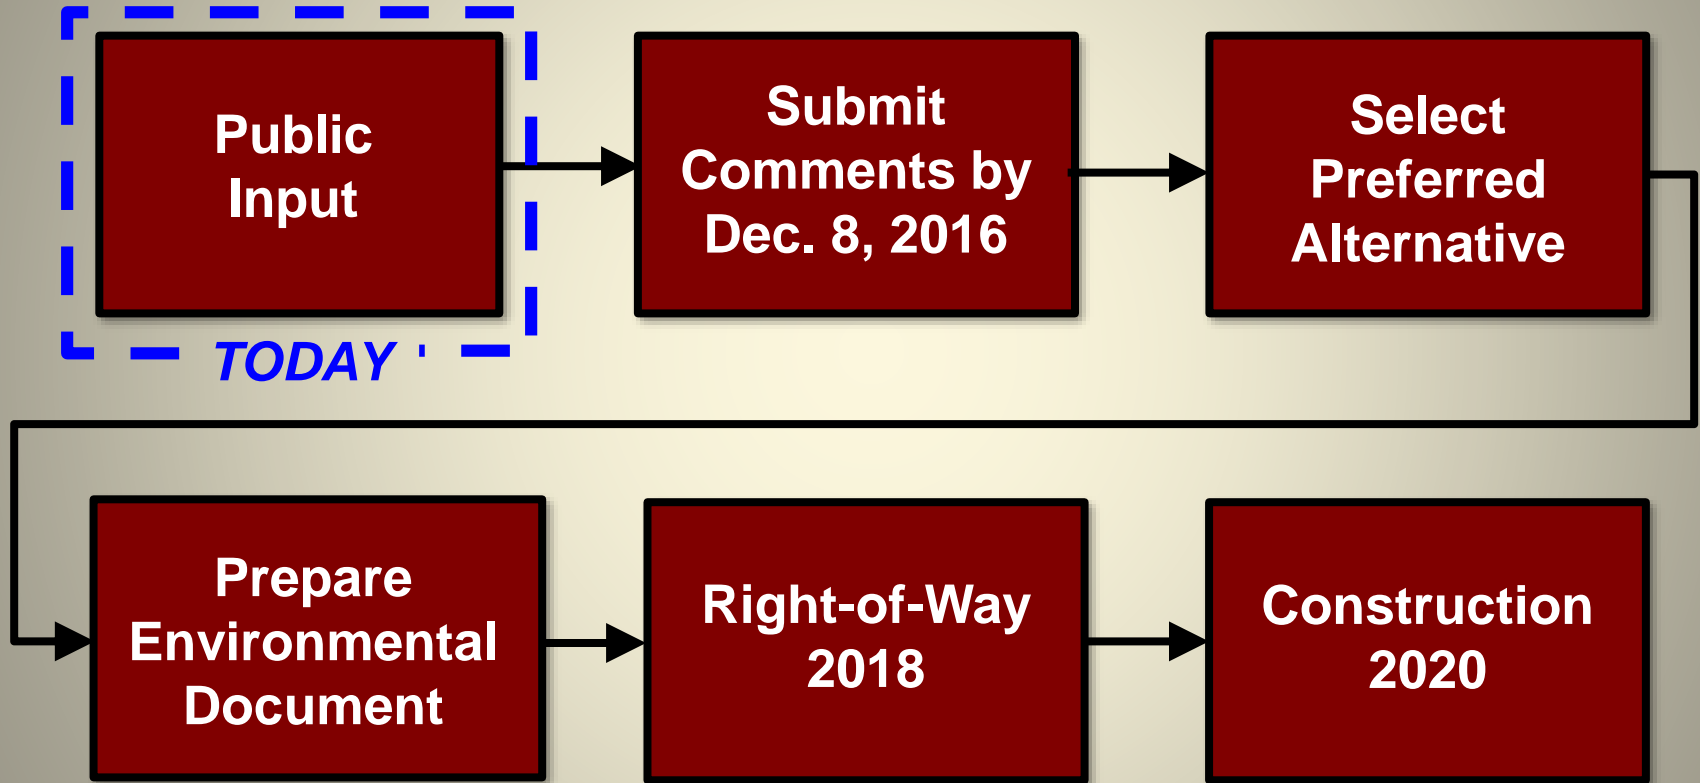 Public
Input
Submit
Comments by
Dec. 8, 2016
Select
Preferred
Alternative
TODAY
Prepare
Environmental
Document
Right-of-Way
2018
Construction
2020